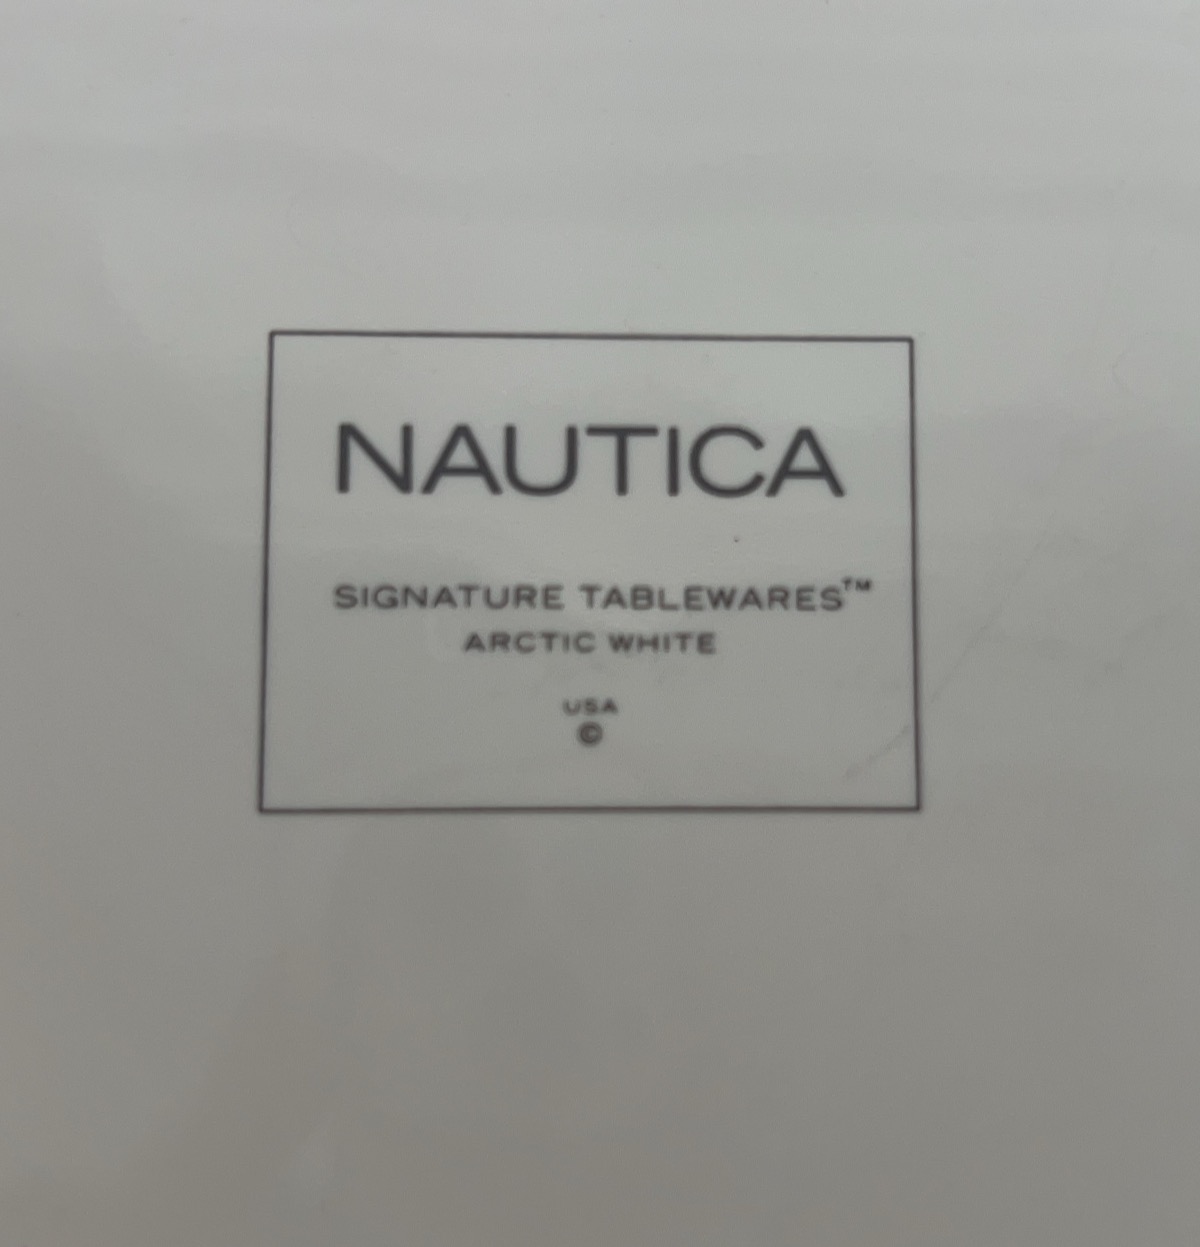 NAUTICA
SIGNATURE TABLEWARES™
ARCTIC WHITE
USA
©